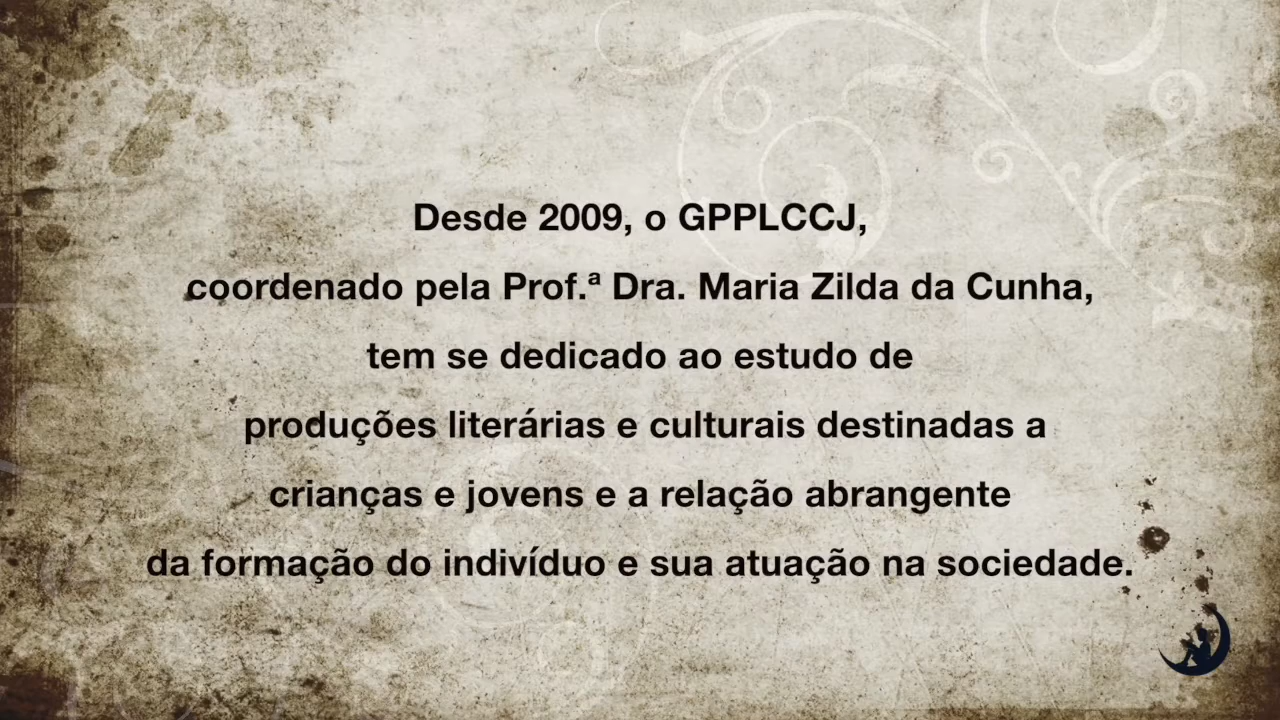 Desde 2009, o GPPLCCJ,
coordenado pela Prof.ª Dra. Maria Zilda da Cunha,
tem se dedicado ao estudo de
produções literárias e culturais destinadas a
crianças e jovens e a relação abrangente
da formação do indivíduo e sua atuação na sociedade.